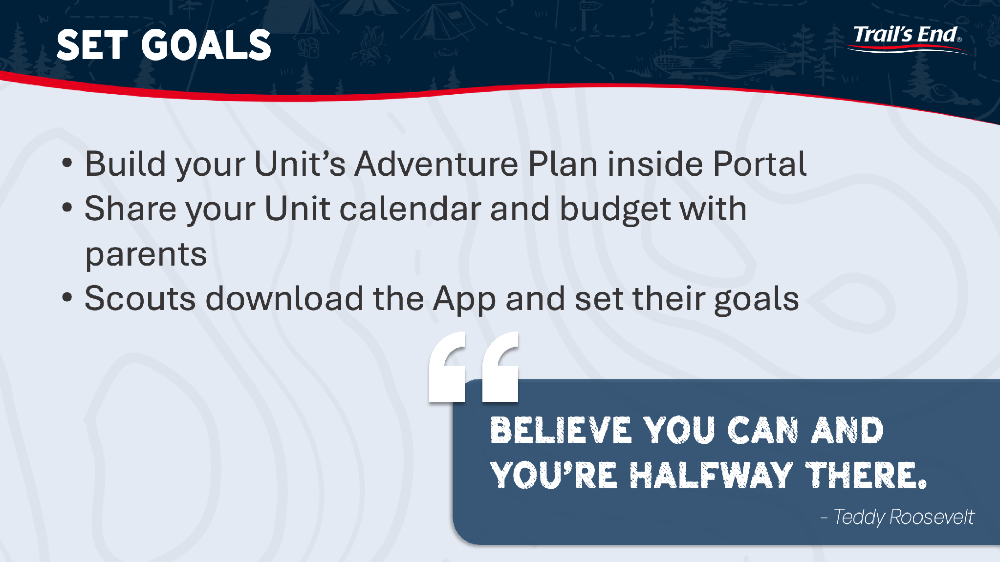 SET GOALS
Trail's End®
• Build your Unit’s Adventure Plan inside Portal
• Share your Unit calendar and budget with
parents
• Scouts download the App and set their goals
“
BELIEVE YOU CAN AND
YOU’RE HALFWAY THERE.
- Teddy Roosevelt